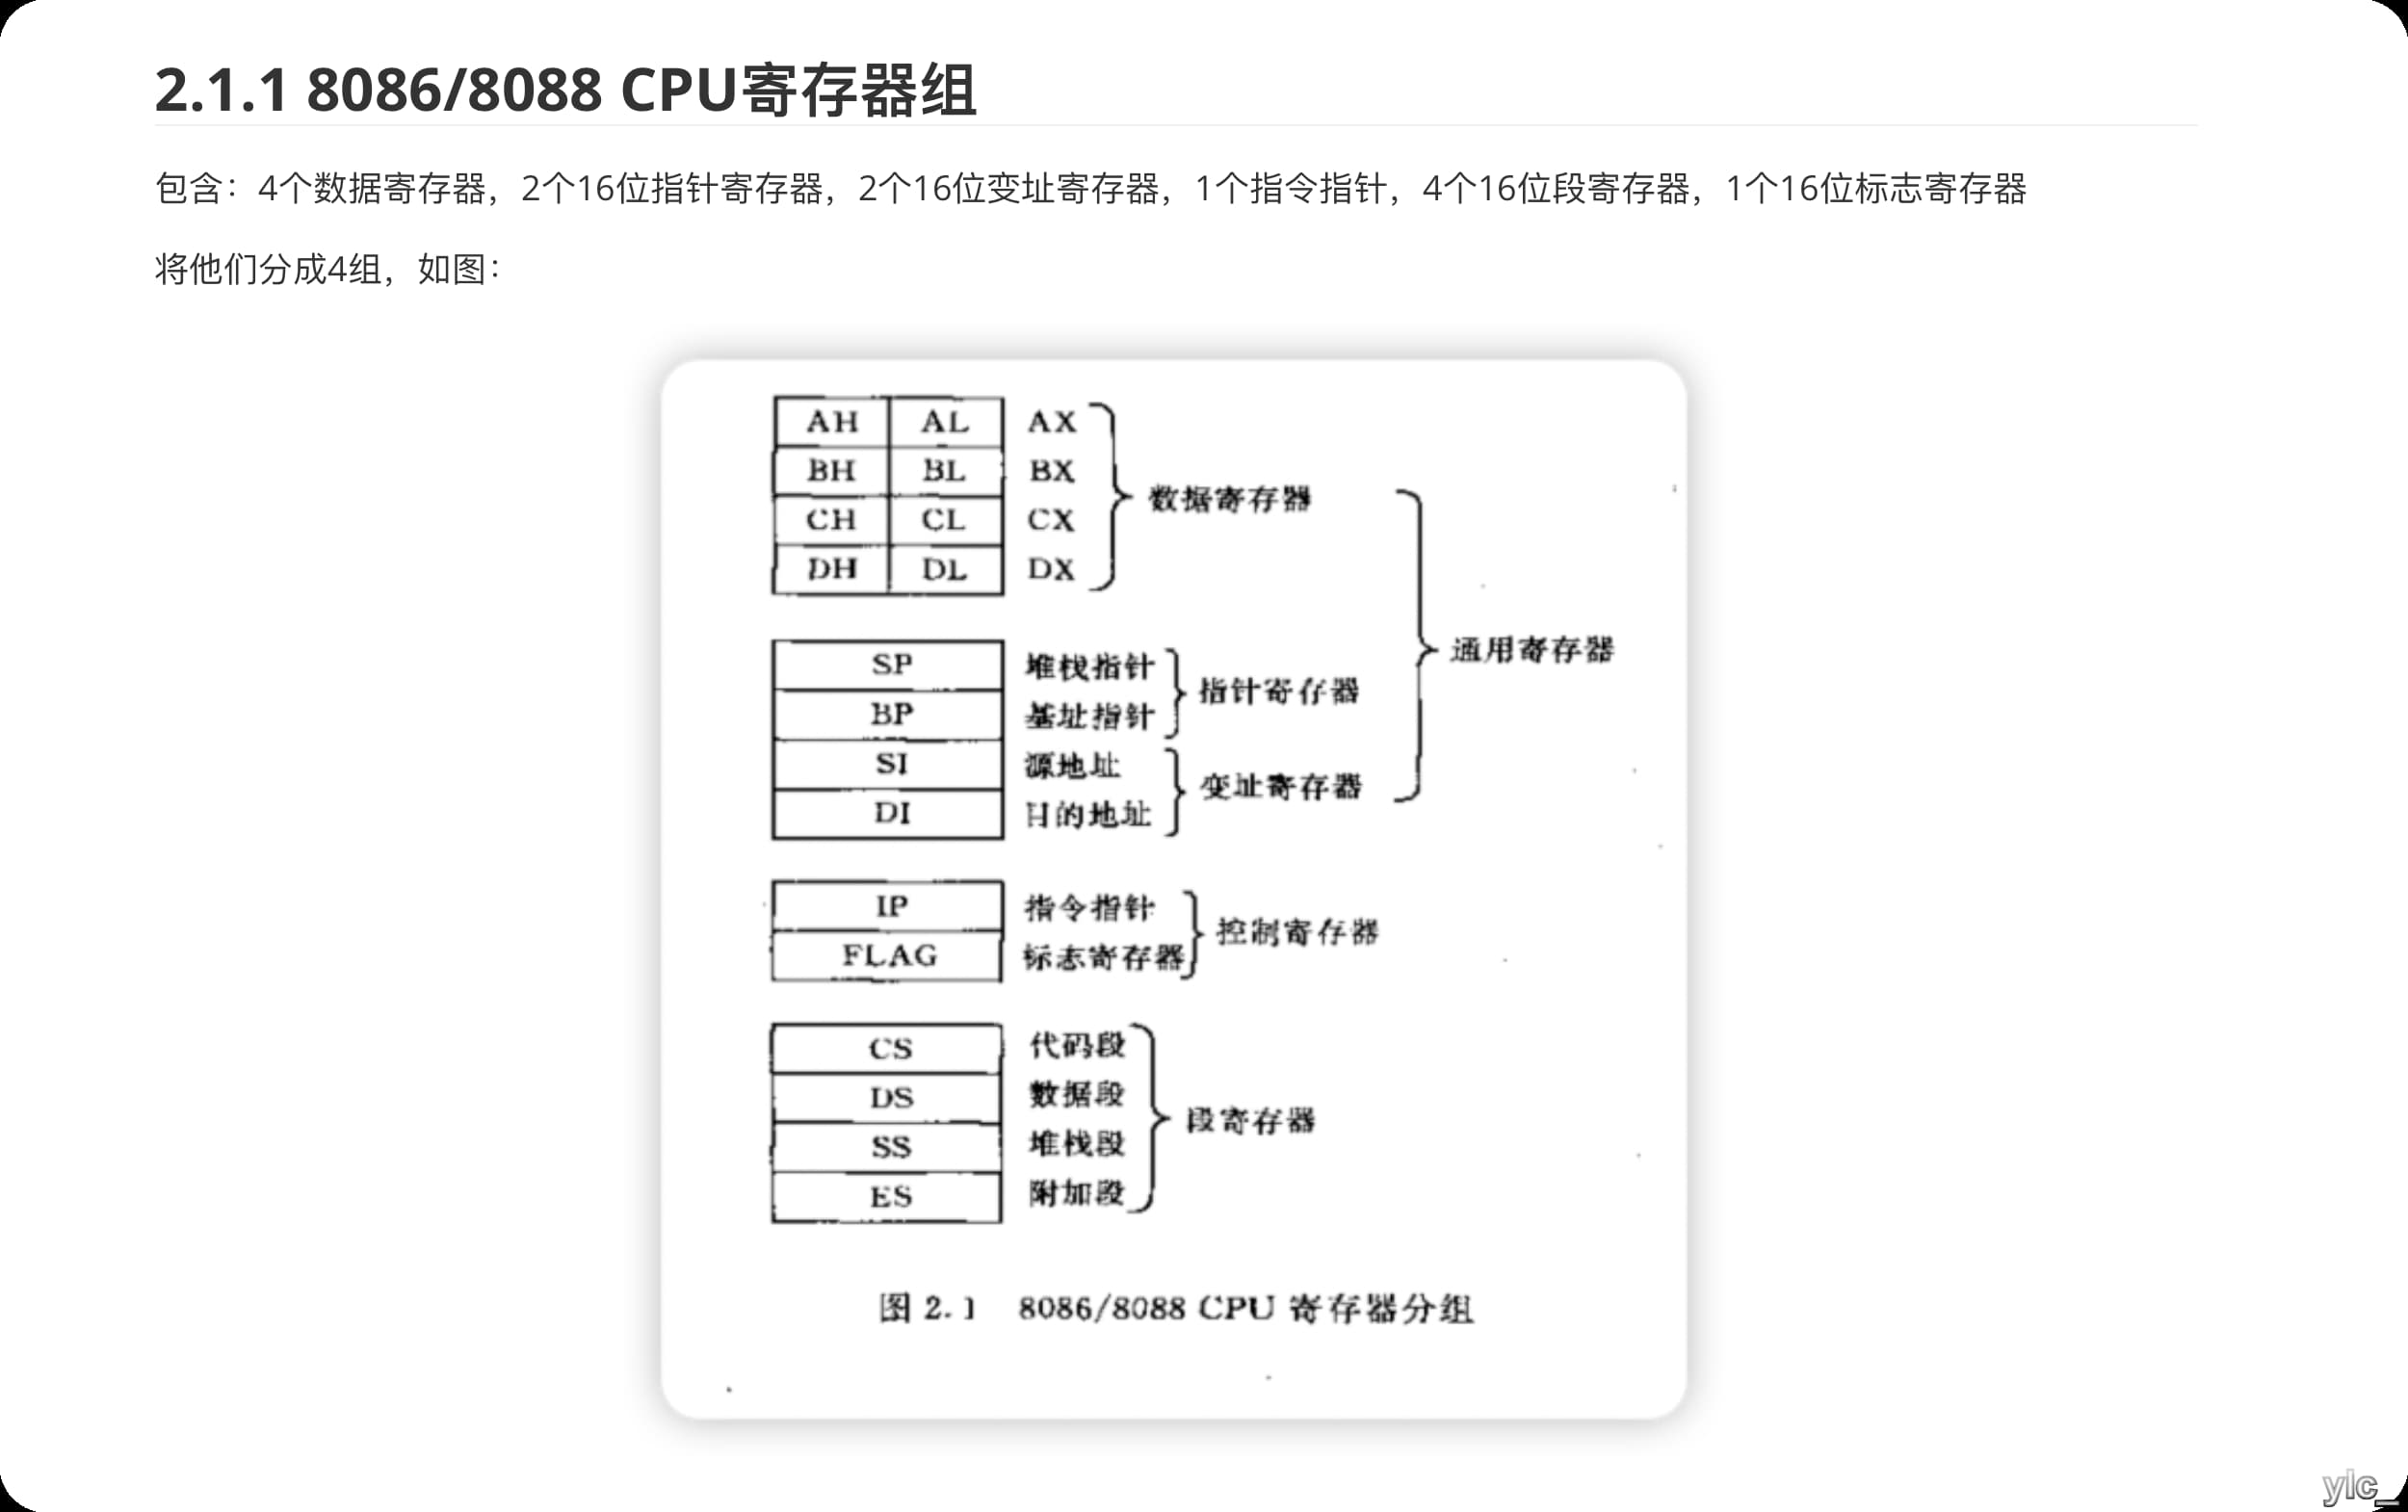 2.1.1 8086/8088 CPU寄存器组
包含：4个数据寄存器，2个16位指针寄存器，2个16位变址寄存器，1个指令指针，4个16位段寄存器，1个16位标志寄存器
将他们分成4组，如图：
AH AL AX
BH BL BX
CH CL CX
DH DL DX
数据寄存器
SP 堆栈指针
BP 基址指针
指针寄存器
SI 源地址
DI 目的地址
变址寄存器
通用寄存器
IP 指令指针
FLAG 标志寄存器
控制寄存器
CS 代码段
DS 数据段
SS 堆栈段
ES 附加段
段寄存器
图 2.1 8086/8088 CPU 寄存器分组
ylc_